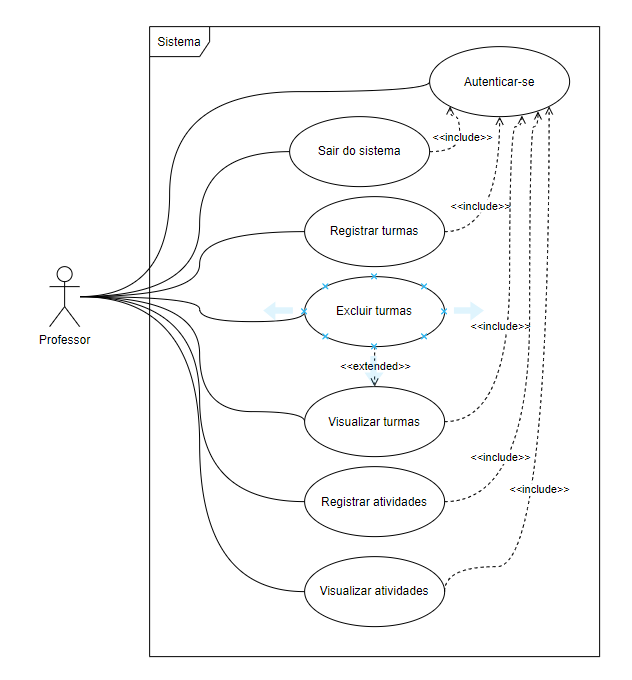 Sistema
Autenticar-se
<<include>>
Sair do sistema
<<include>>
Registrar turmas
Excluir turmas
<<include>>
Professor
<<extended>>
Visualizar turmas
<<include>>
Registrar atividades
<<include>>
Visualizar atividades